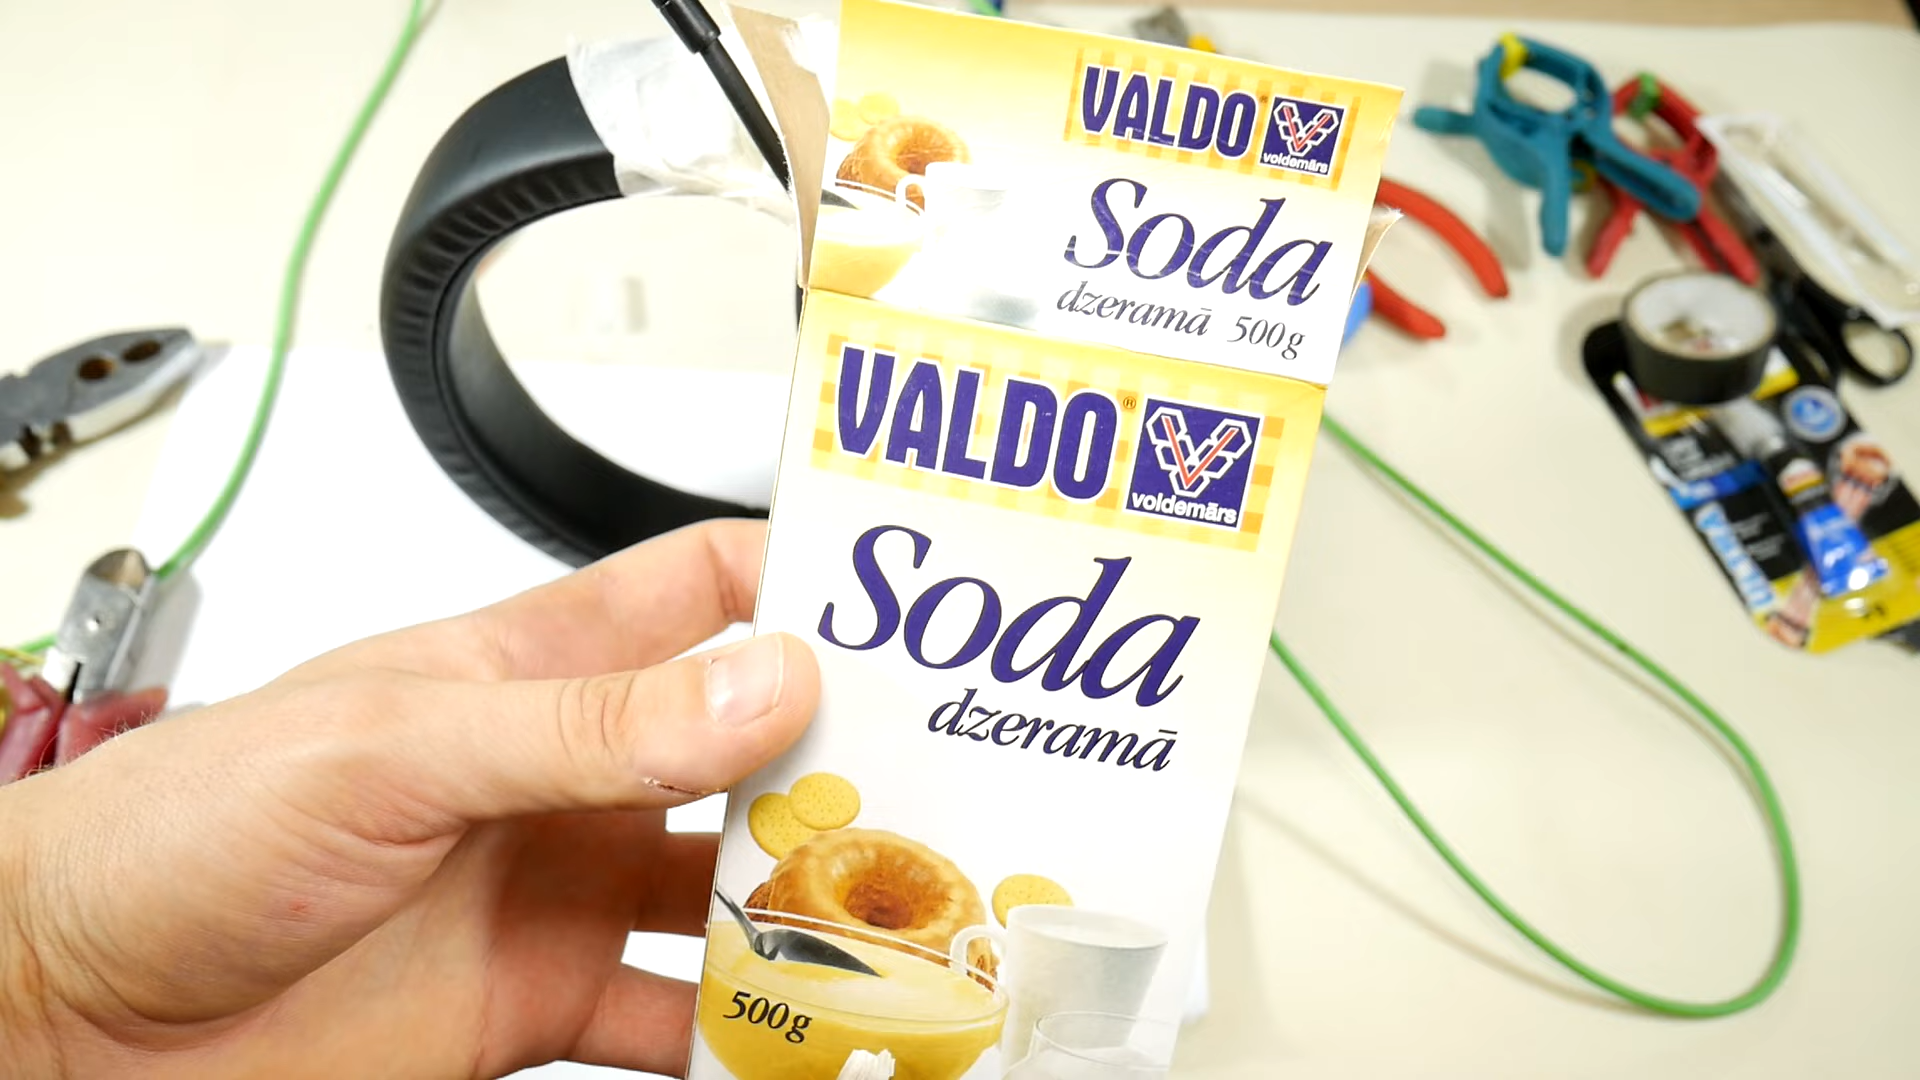 VALDO®
voldemārs
Soda
dzeramā 500g
VALDO®
voldemārs
Soda
dzeramā
500g